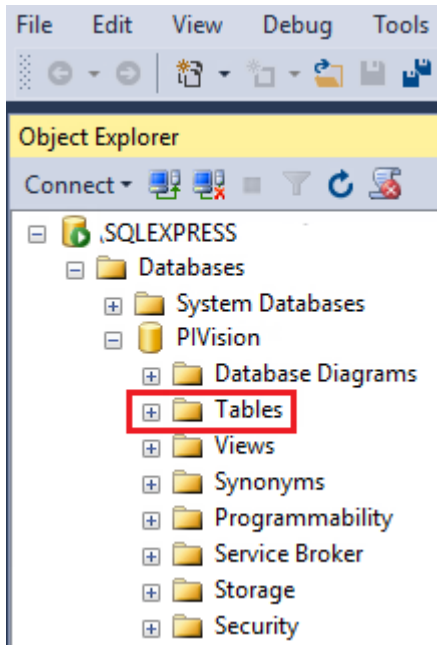 File Edit View Debug Tools
Object Explorer
Connect
.SQLEXPRESS
Databases
System Databases
PIVision
Database Diagrams
Tables
Views
Synonyms
Programmability
Service Broker
Storage
Security